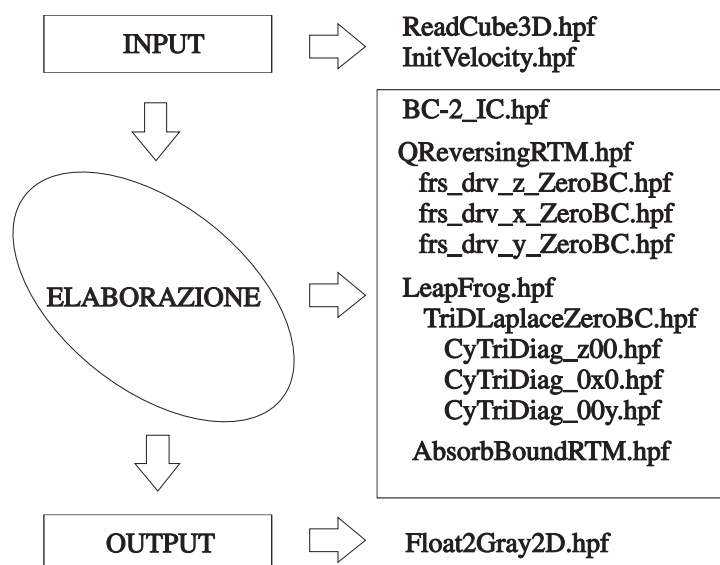 INPUT
ReadCube3D.hpf
InitVelocity.hpf
BC-2_IC.hpf
QReversingRTM.hpf
frs_drv_z_ZeroBC.hpf
frs_drv_x_ZeroBC.hpf
frs_drv_y_ZeroBC.hpf
ELABORAZIONE
LeapFrog.hpf
TriDLaplaceZeroBC.hpf
CyTriDiag_z00.hpf
CyTriDiag_0x0.hpf
CyTriDiag_00y.hpf
AbsorbBoundRTM.hpf
OUTPUT
Float2Gray2D.hpf